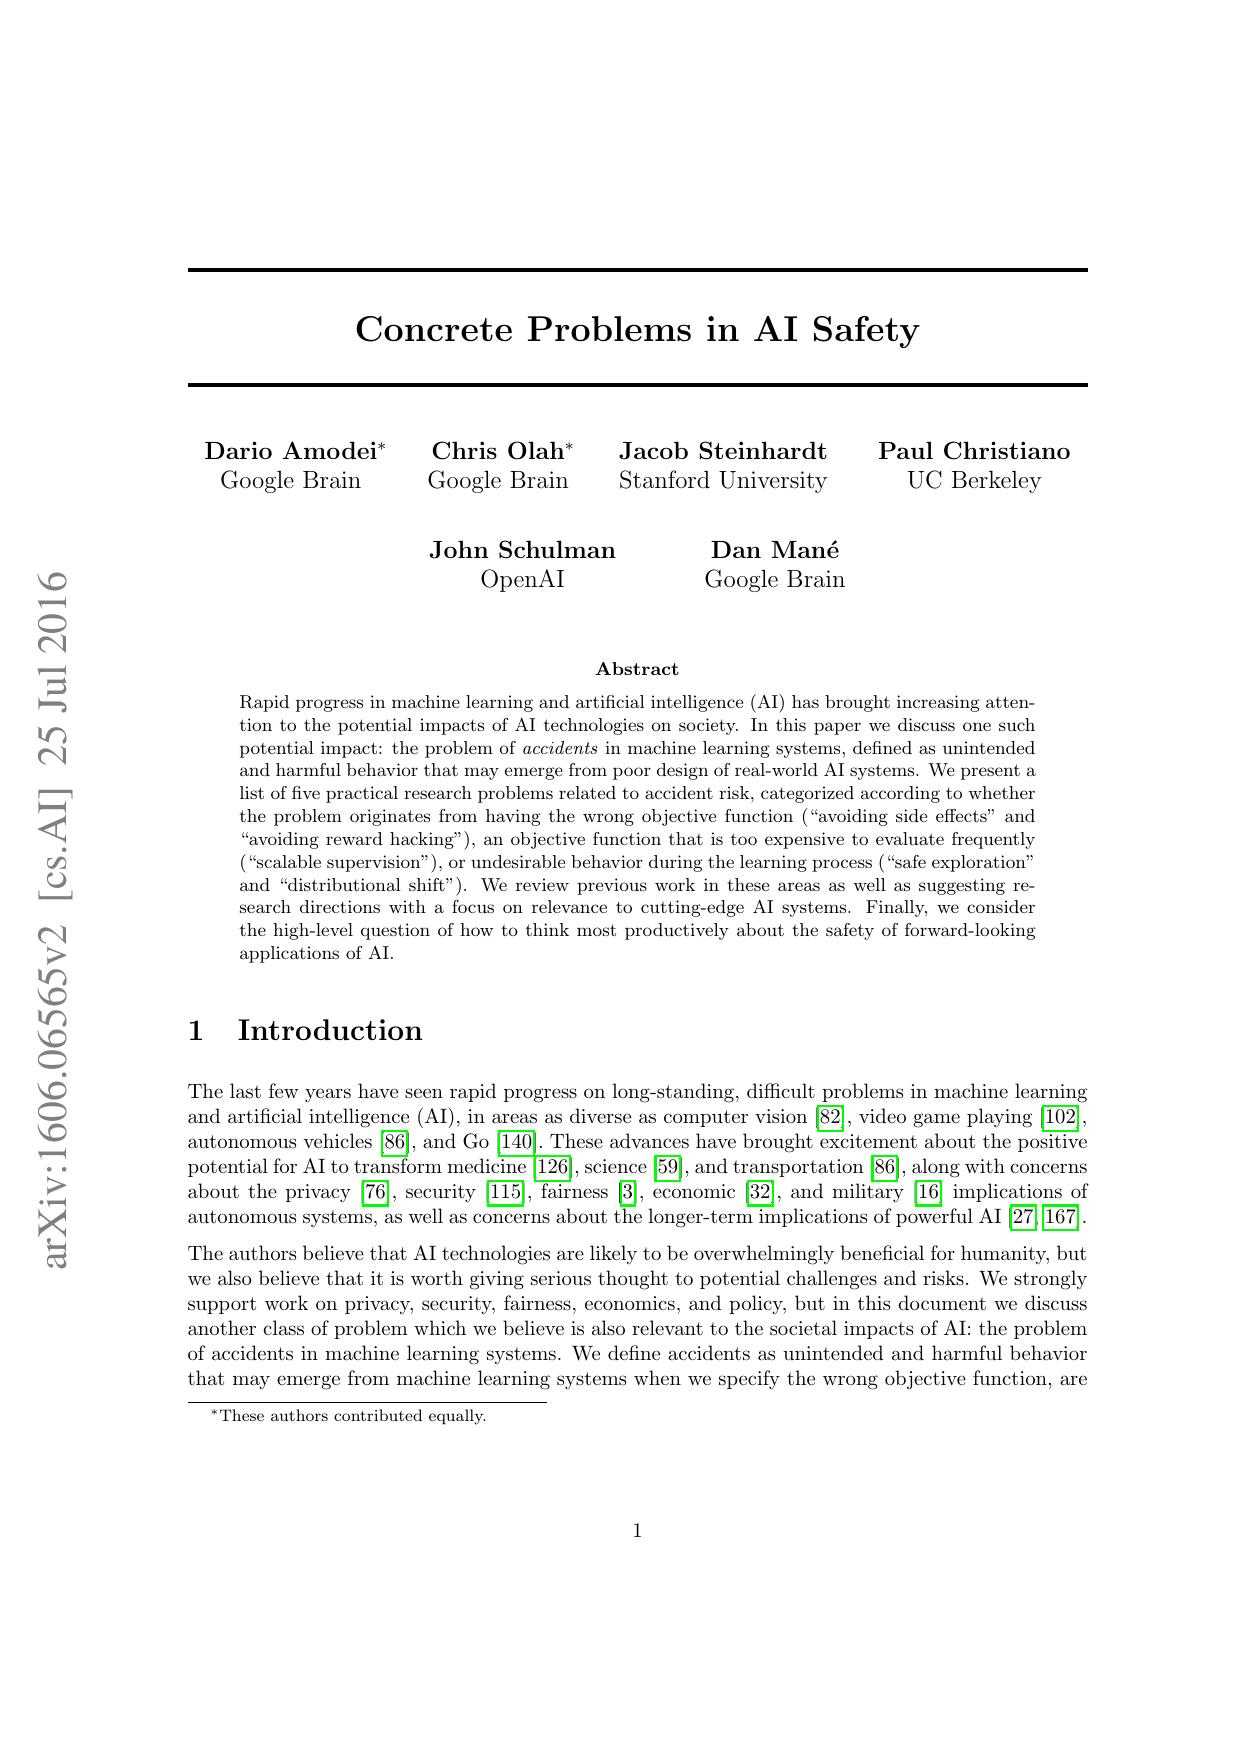 arXiv:1606.06565v2 [cs.AI] 25 Jul 2016
Concrete Problems in AI Safety
Dario Amodei* Chris Olah* Jacob Steinhardt Paul Christiano
Google Brain Google Brain Stanford University UC Berkeley
John Schulman Dan Mané
OpenAI Google Brain
Abstract
Rapid progress in machine learning and artificial intelligence (AI) has brought increasing atten-
tion to the potential impacts of AI technologies on society. In this paper we discuss one such
potential impact: the problem of accidents in machine learning systems, defined as unintended
and harmful behavior that may emerge from poor design of real-world AI systems. We present a
list of five practical research problems related to accident risk, categorized according to whether
the problem originates from having the wrong objective function (“avoiding side effects” and
“avoiding reward hacking”), an objective function that is too expensive to evaluate frequently
(“scalable supervision”), or undesirable behavior during the learning process (“safe exploration”
and “distributional shift”). We review previous work in these areas as well as suggesting re-
search directions with a focus on relevance to cutting-edge AI systems. Finally, we consider
the high-level question of how to think most productively about the safety of forward-looking
applications of AI.
1 Introduction
The last few years have seen rapid progress on long-standing, difficult problems in machine learning
and artificial intelligence (AI), in areas as diverse as computer vision [82], video game playing [102],
autonomous vehicles [86], and Go [140]. These advances have brought excitement about the positive
potential for AI to transform medicine [126], science [59], and transportation [86], along with concerns
about the privacy [76], security [115], fairness [3], economic [32], and military [16] implications of
autonomous systems, as well as concerns about the longer-term implications of powerful AI [27, 167].
The authors believe that AI technologies are likely to be overwhelmingly beneficial for humanity, but
we also believe that it is worth giving serious thought to potential challenges and risks. We strongly
support work on privacy, security, fairness, economics, and policy, but in this document we discuss
another class of problem which we believe is also relevant to the societal impacts of AI: the problem
of accidents in machine learning systems. We define accidents as unintended and harmful behavior
that may emerge from machine learning systems when we specify the wrong objective function, are
*These authors contributed equally.
1